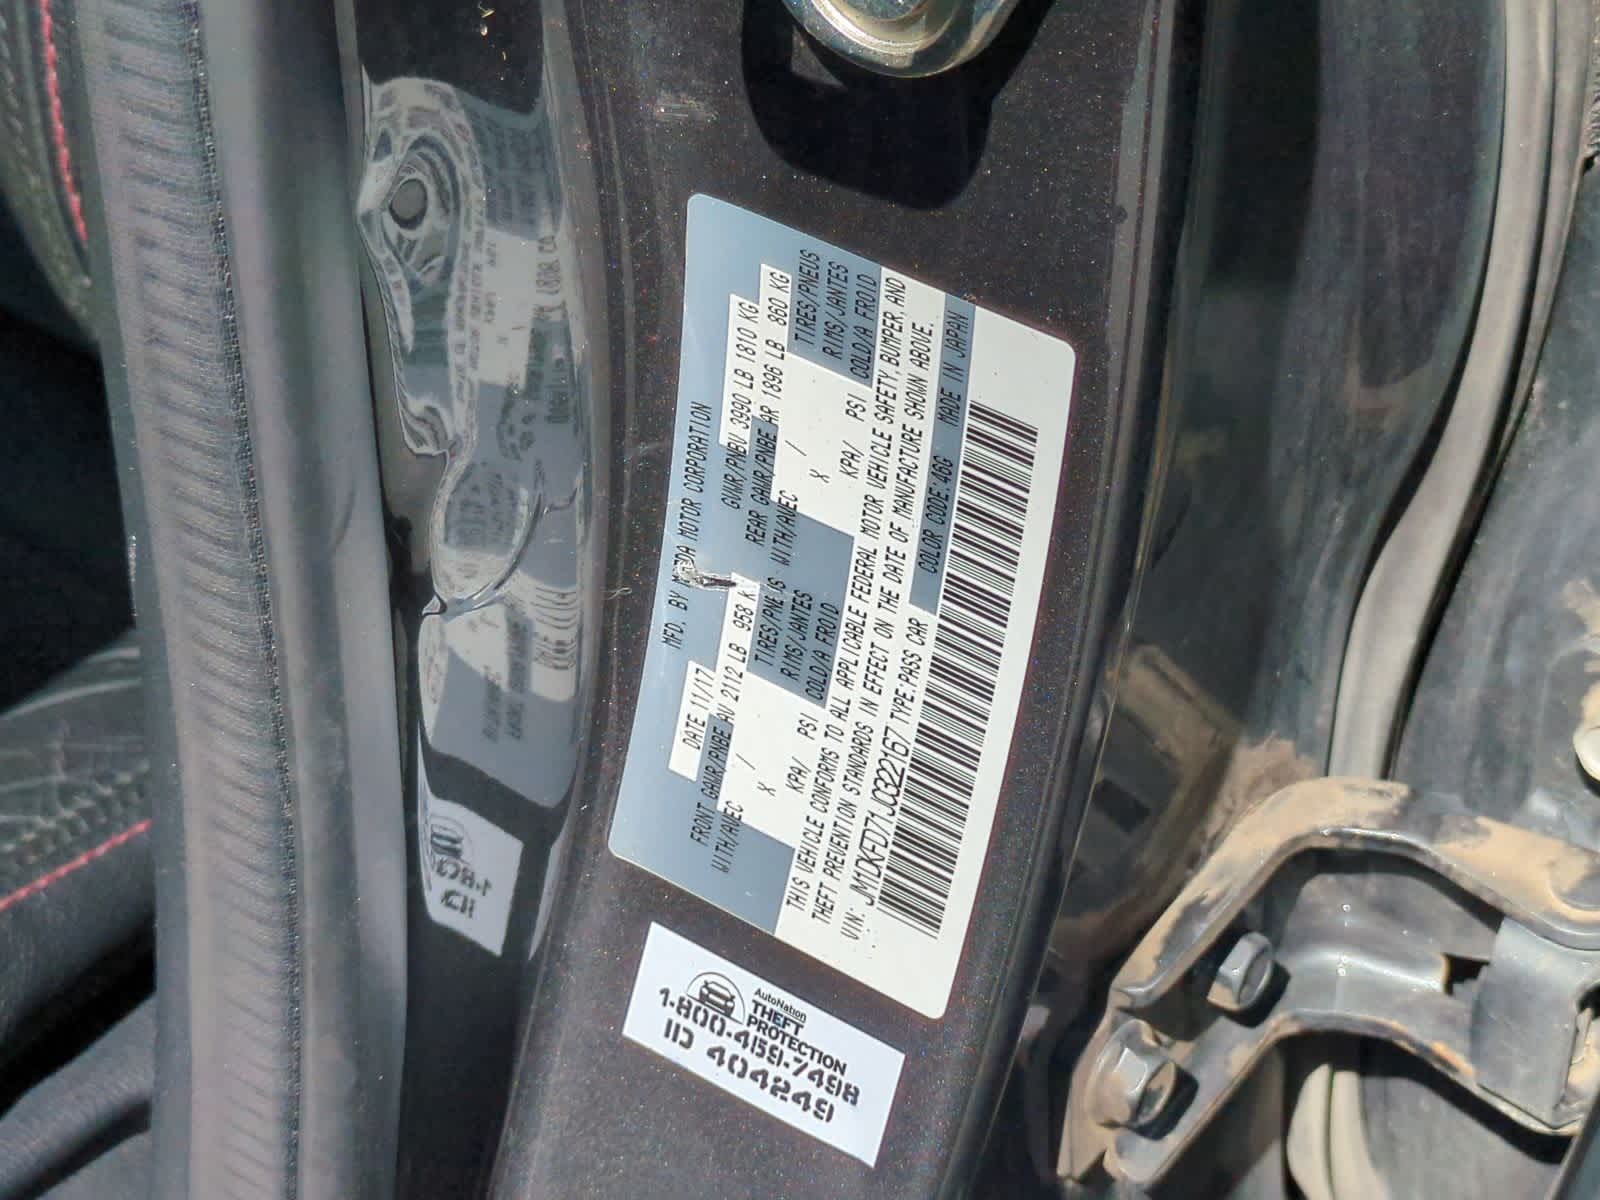 MFD. BY MAZDA MOTOR CORPORATION
DATE 11/17 GVWR/PNBV 3990 LB 1810 KG
FRONT GAWR/PNBE AV 2112 LB 958 K REAR GAWR/PNBE AR 1896 LB 860 KG
WITH/AVEC / TIRES/PNEUS WITH/AVEC / TIRES/PNEUS
X RIMS/JANTES X RIMS/JANTES
KPA/ PSI COLD/A FROID KPA/ PSI COLD/A FROID
THIS VEHICLE CONFORMS TO ALL APPLICABLE FEDERAL MOTOR VEHICLE SAFETY, BUMPER, AND
THEFT PREVENTION STANDARDS IN EFFECT ON THE DATE OF MANUFACTURE SHOWN ABOVE.
VIN: JM1DKFD71J0322167 TYPE:PASS CAR COLOR CODE:46G MADE IN JAPAN
AutoNation
THEFT
PROTECTION
1-800-459-7498
ID 404249